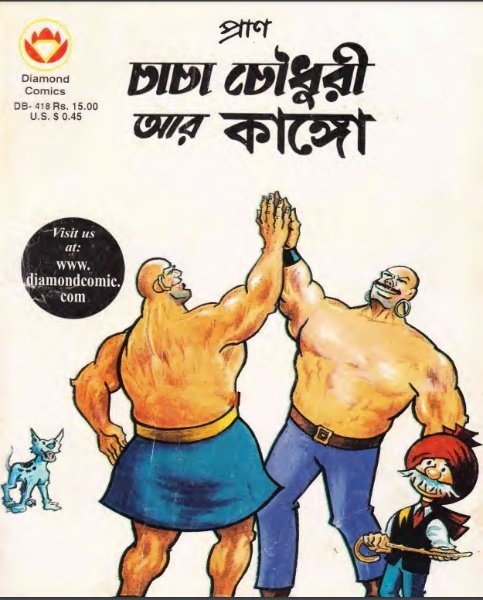 প্রাণ
চাচা চৌধুরী
আর কাঙ্গো
Diamond
Comics
DB- 418 Rs. 15.00
U.S. $ 0.45
Visit us
at:
www.
diamondcomic.
com